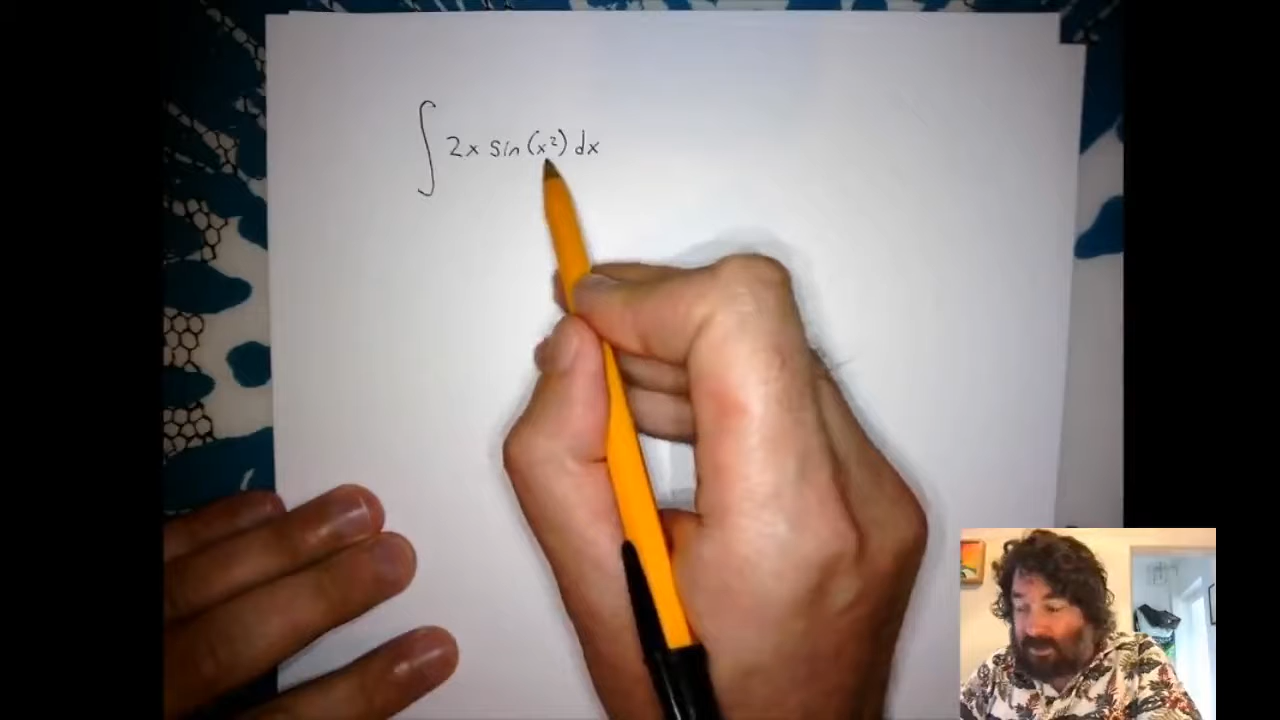 ∫ 2x sin(x²) dx